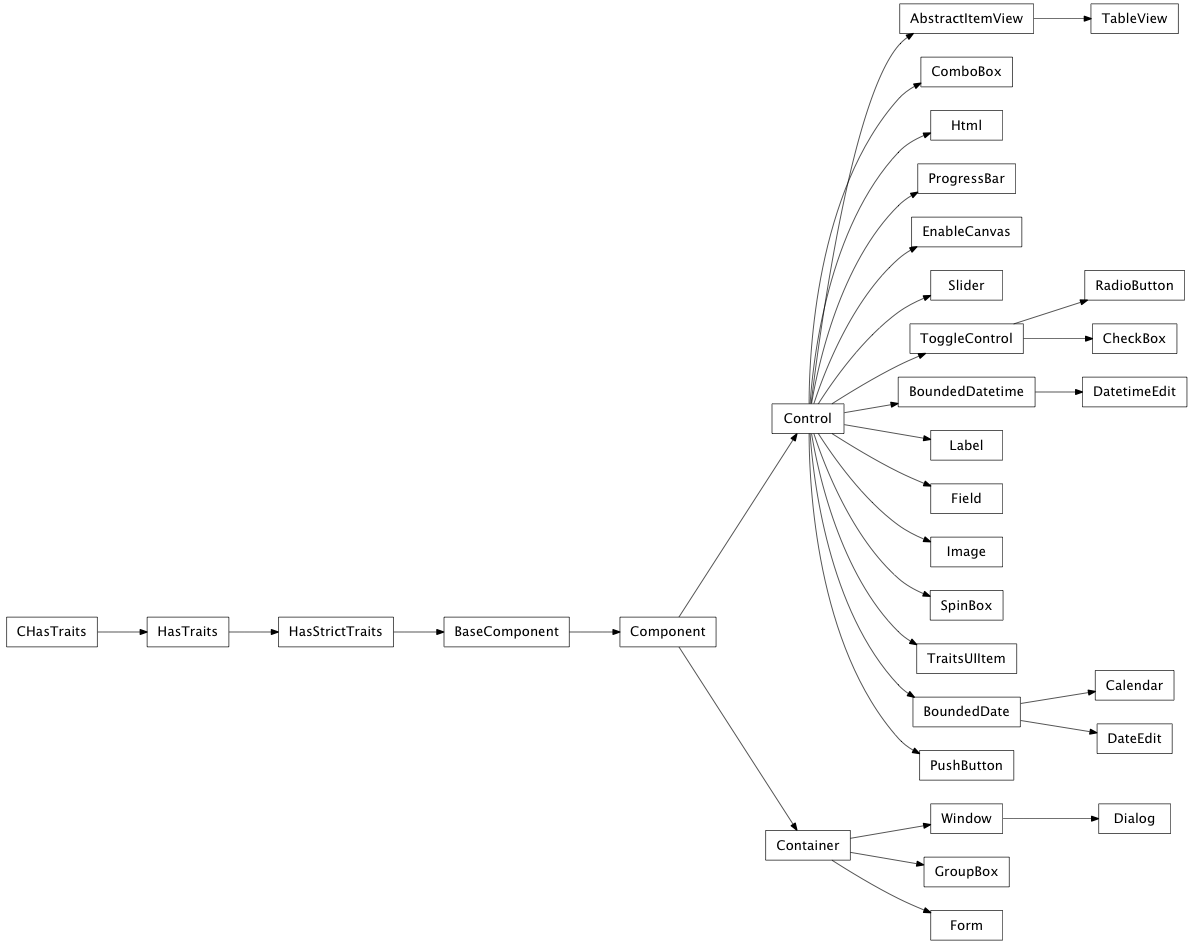 AbstractItemView
TableView
ComboBox
Html
ProgressBar
EnableCanvas
Slider
RadioButton
ToggleControl
CheckBox
BoundedDatetime
DatetimeEdit
Control
Label
Field
Image
SpinBox
CHasTraits
HasTraits
HasStrictTraits
BaseComponent
Component
TraitsUIItem
Calendar
BoundedDate
DateEdit
PushButton
Window
Dialog
Container
GroupBox
Form